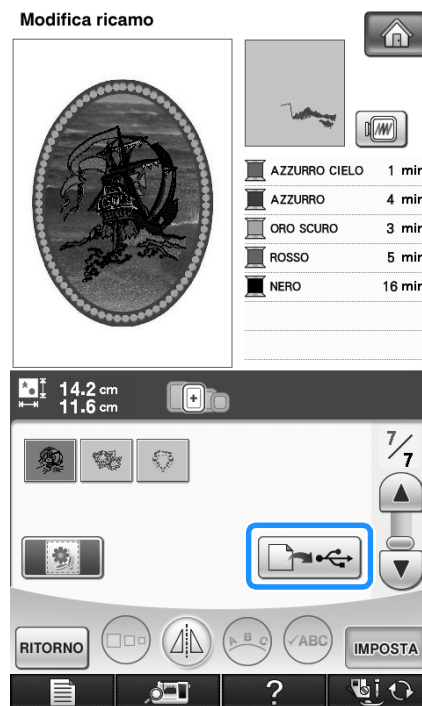 Modifica ricamo
AZZURRO CIELO 1 min
AZZURRO 4 min
ORO SCURO 3 min
ROSSO 5 min
NERO 16 min
14.2 cm
11.6 cm
7/7
RITORNO
A B C
✓ABC
IMPOSTA
?